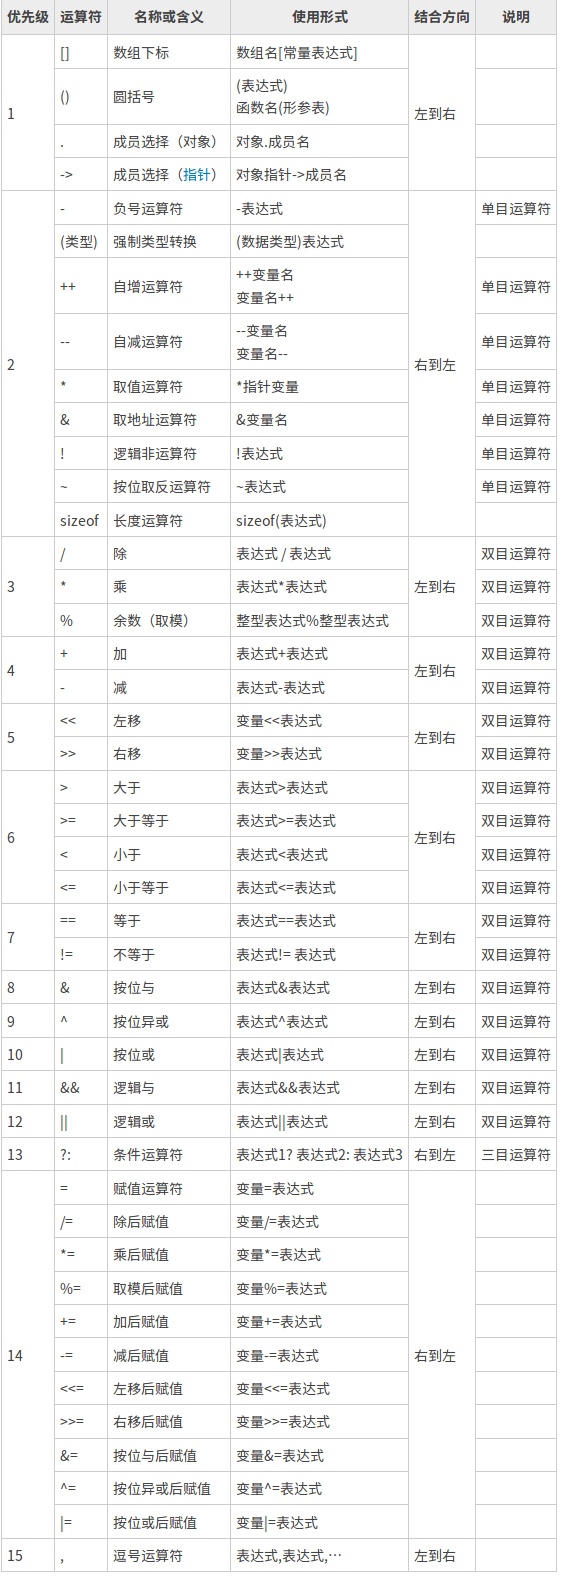 优先级 运算符 名称或含义 使用形式 结合方向 说明
1 [] 数组下标 数组名[常量表达式] 左到右
() 圆括号 (表达式)
函数名(形参表)
. 成员选择（对象） 对象.成员名
-> 成员选择（指针） 对象指针->成员名
2 - 负号运算符 -表达式 右到左 单目运算符
(类型) 强制类型转换 (数据类型)表达式
++ 自增运算符 ++变量名
变量名++ 单目运算符
-- 自减运算符 --变量名
变量名-- 单目运算符
* 取值运算符 *指针变量 单目运算符
& 取地址运算符 &变量名 单目运算符
! 逻辑非运算符 !表达式 单目运算符
~ 按位取反运算符 ~表达式 单目运算符
sizeof 长度运算符 sizeof(表达式)
3 / 除 表达式 / 表达式 左到右 双目运算符
* 乘 表达式*表达式 双目运算符
% 余数（取模） 整型表达式%整型表达式 双目运算符
4 + 加 表达式+表达式 左到右 双目运算符
- 减 表达式-表达式 双目运算符
5 << 左移 变量<<表达式 左到右 双目运算符
>> 右移 变量>>表达式 双目运算符
6 > 大于 表达式>表达式 左到右 双目运算符
>= 大于等于 表达式>=表达式 双目运算符
< 小于 表达式<表达式 双目运算符
<= 小于等于 表达式<=表达式 双目运算符
7 == 等于 表达式==表达式 左到右 双目运算符
!= 不等于 表达式!= 表达式 双目运算符
8 & 按位与 表达式&表达式 左到右 双目运算符
9 ^ 按位异或 表达式^表达式 左到右 双目运算符
10 | 按位或 表达式|表达式 左到右 双目运算符
11 && 逻辑与 表达式&&表达式 左到右 双目运算符
12 || 逻辑或 表达式||表达式 左到右 双目运算符
13 ?: 条件运算符 表达式1? 表达式2: 表达式3 右到左 三目运算符
14 = 赋值运算符 变量=表达式 右到左
/= 除后赋值 变量/=表达式
*= 乘后赋值 变量*=表达式
%= 取模后赋值 变量%=表达式
+= 加后赋值 变量+=表达式
-= 减后赋值 变量-=表达式
<<= 左移后赋值 变量<<=表达式
>>= 右移后赋值 变量>>=表达式
&= 按位与后赋值 变量&=表达式
^= 按位异或后赋值 变量^=表达式
|= 按位或后赋值 变量|=表达式
15 , 逗号运算符 表达式,表达式,… 左到右